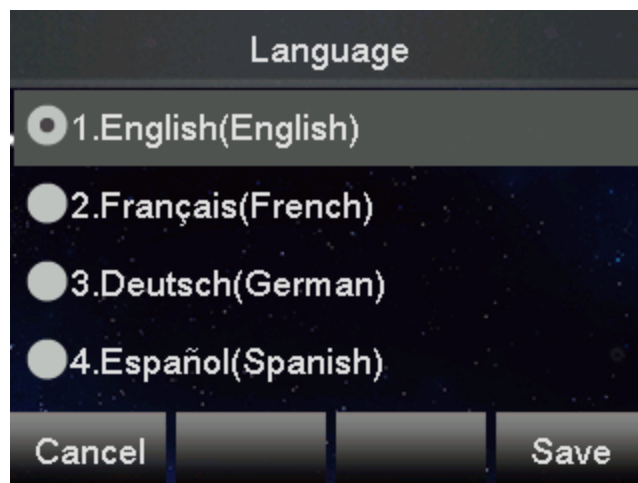 Language
1.English(English)
2.Français(French)
3.Deutsch(German)
4.Español(Spanish)
Cancel Save